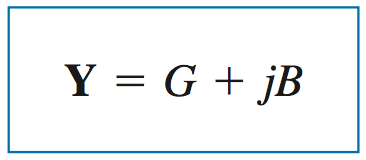 Y = G + jB